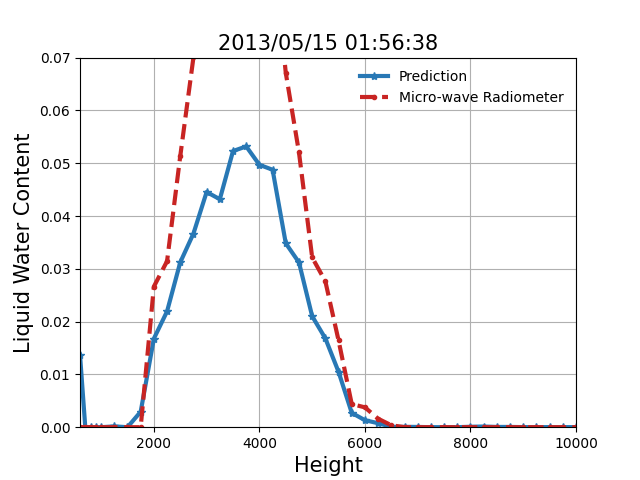 2013/05/15 01:56:38
Prediction
Micro-wave Radiometer
Liquid Water Content
0.07
0.06
0.05
0.04
0.03
0.02
0.01
0.00
2000 4000 6000 8000 10000
Height